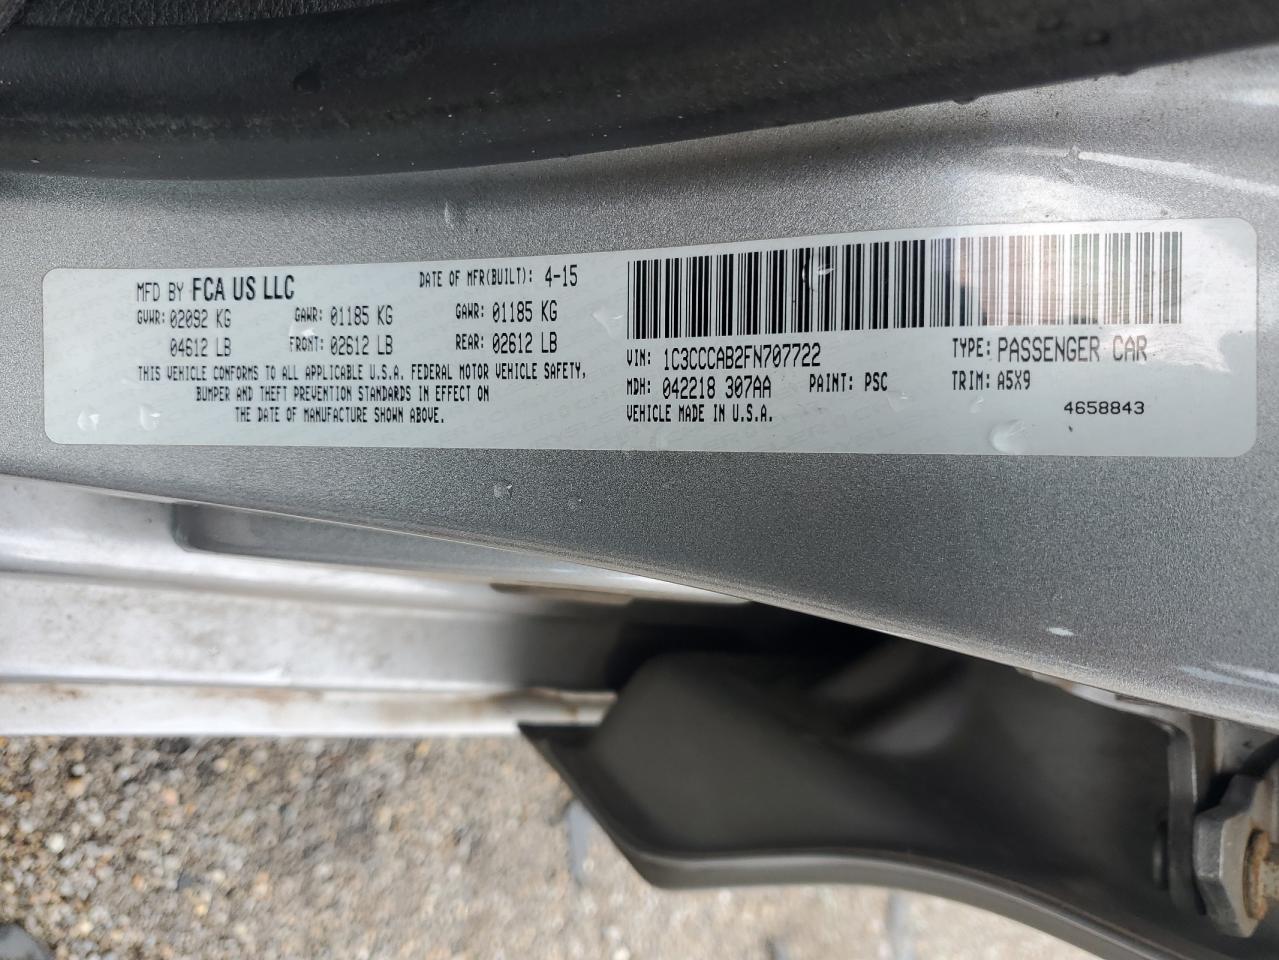 MFD BY FCA US LLC DATE OF MFR(BUILT): 4-15
GVWR: 02092 KG GAWR: 01185 KG GAWR: 01185 KG
04612 LB FRONT: 02612 LB REAR: 02612 LB
THIS VEHICLE CONFORMS TO ALL APPLICABLE U.S.A. FEDERAL MOTOR VEHICLE SAFETY,
BUMPER AND THEFT PREVENTION STANDARDS IN EFFECT ON
THE DATE OF MANUFACTURE SHOWN ABOVE.
VIN: 1C3CCCAB2FN707722 TYPE: PASSENGER CAR
MDH: 042218 307AA PAINT: PSC TRIM: A5X9
VEHICLE MADE IN U.S.A. 4658843